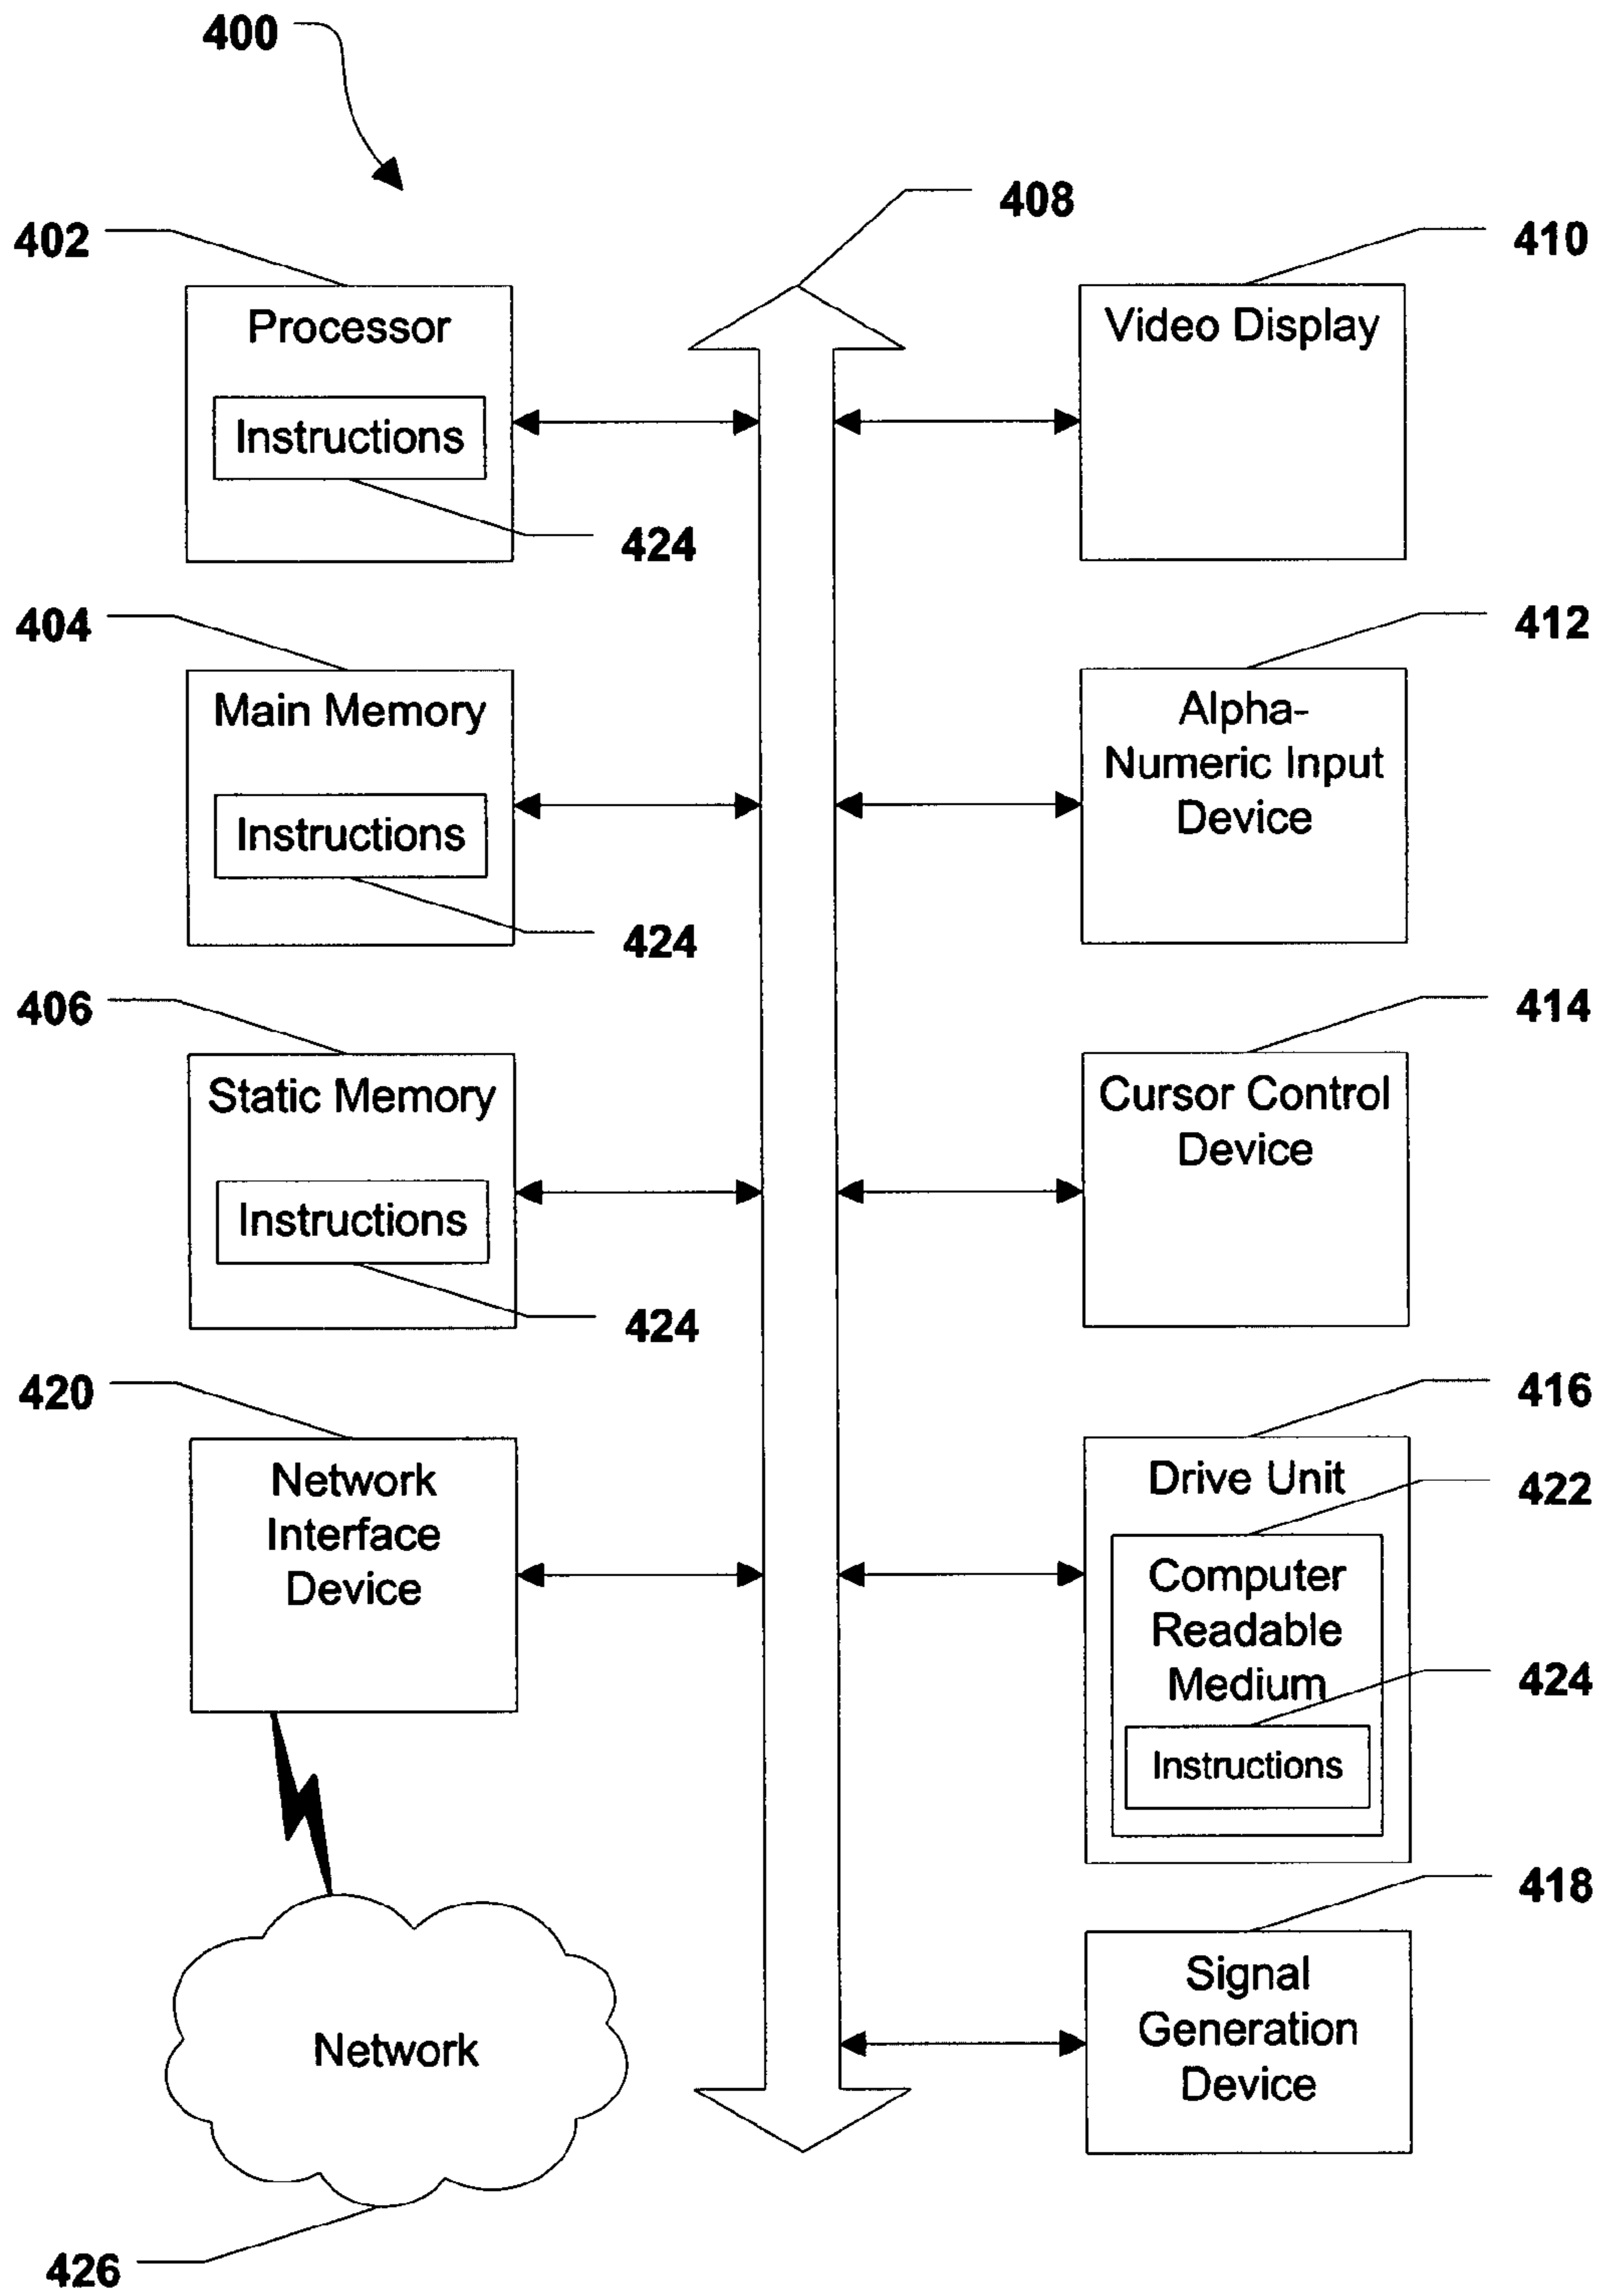 400
408
402
410
Processor
Instructions
424
Video Display
404
412
Main Memory
Instructions
424
Alpha-
Numeric Input
Device
406
414
Static Memory
Instructions
424
Cursor Control
Device
420
416
Network
Interface
Device
Drive Unit
422
Computer
Readable
Medium
424
Instructions
418
Signal
Generation
Device
Network
426